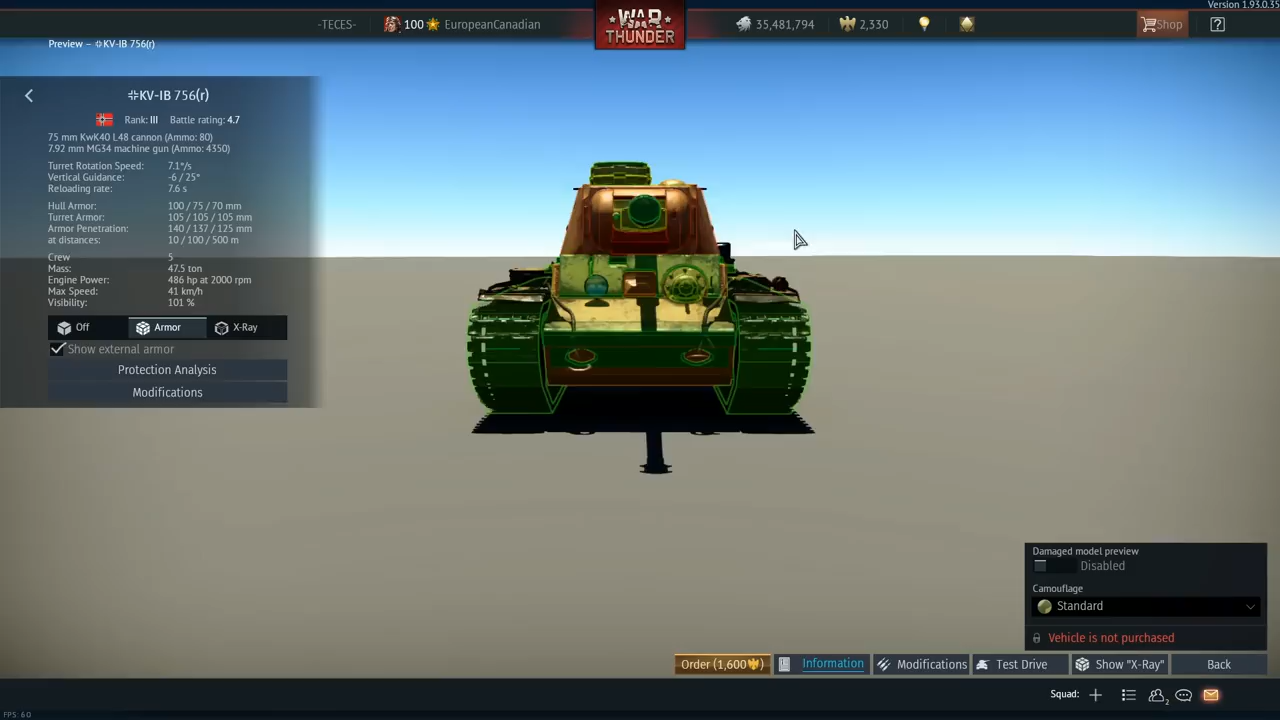 Version 1.93.0.35
-TECES- 100 EuropeanCanadian
WAR THUNDER
35,481,794 2,330
Shop
Preview – KV-IB 756(r)
KV-IB 756(r)
Rank: III Battle rating: 4.7
75 mm KwK40 L48 cannon (Ammo: 80)
7.92 mm MG34 machine gun (Ammo: 4350)
Turret Rotation Speed: 7.1°/s
Vertical Guidance: -6 / 25°
Reloading rate: 7.6 s
Hull Armor: 100 / 75 / 70 mm
Turret Armor: 105 / 105 / 105 mm
Armor Penetration: 140 / 137 / 125 mm
at distances: 10 / 100 / 500 m
Crew 5
Mass: 47.5 ton
Engine Power: 486 hp at 2000 rpm
Max Speed: 41 km/h
Visibility: 101 %
Off Armor X-Ray
Show external armor
Protection Analysis
Modifications
Damaged model preview
Disabled
Camouflage
Standard
Vehicle is not purchased
Order (1,600) Information Modifications Test Drive Show "X-Ray" Back
Squad: 2
FPS: 60